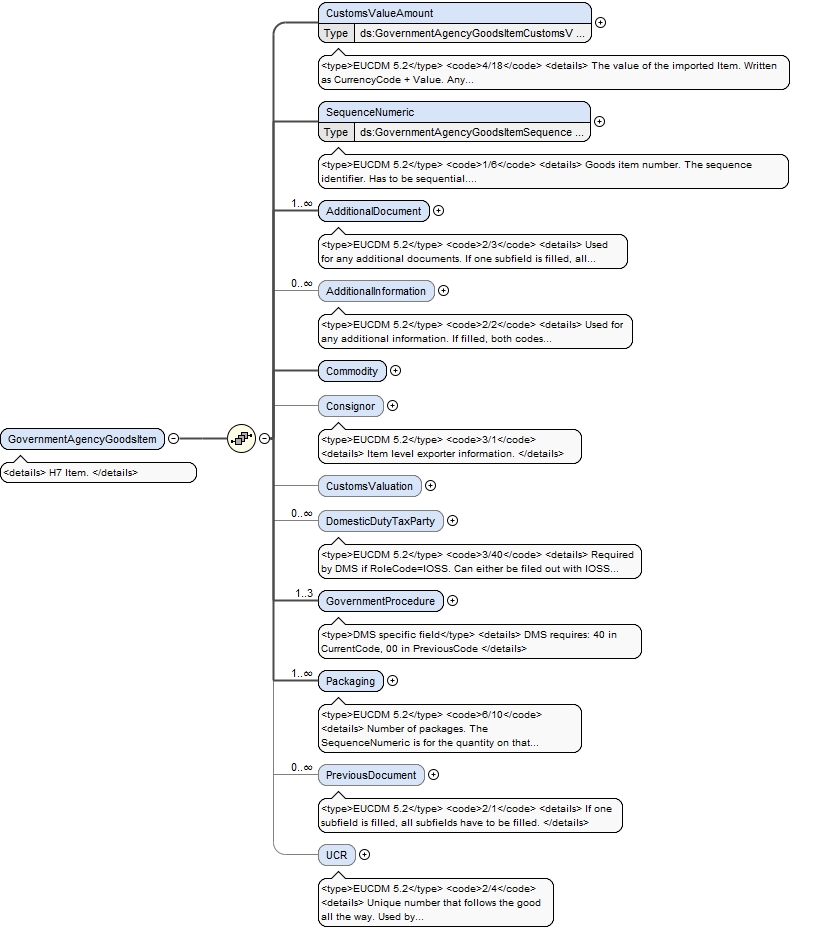 CustomsValueAmount
Type ds:GovernmentAgencyGoodsItemCustomsV ...
<type>EUCDM 5.2</type> <code>4/18</code> <details> The value of the imported Item. Written
as CurrencyCode + Value. Any...
SequenceNumeric
Type ds:GovernmentAgencyGoodsItemSequence ...
<type>EUCDM 5.2</type> <code>1/6</code> <details> Goods item number. The sequence
identifier. Has to be sequential....
1..∞
AdditionalDocument
<type>EUCDM 5.2</type> <code>2/3</code> <details> Used
for any additional documents. If one subfield is filled, all...
0..∞
AdditionalInformation
<type>EUCDM 5.2</type> <code>2/2</code> <details> Used for
any additional information. If filled, both codes...
Commodity
Consignor
<type>EUCDM 5.2</type> <code>3/1</code>
<details> Item level exporter information. </details>
GovernmentAgencyGoodsItem
<details> H7 Item. </details>
CustomsValuation
0..∞
DomesticDutyTaxParty
<type>EUCDM 5.2</type> <code>3/40</code> <details> Required
by DMS if RoleCode=IOSS. Can either be filed out with IOSS...
1..3
GovernmentProcedure
<type>DMS specific field</type> <details> DMS requires: 40 in
CurrentCode, 00 in PreviousCode </details>
1..∞
Packaging
<type>EUCDM 5.2</type> <code>6/10</code>
<details> Number of packages. The
SequenceNumeric is for the quantity on that...
0..∞
PreviousDocument
<type>EUCDM 5.2</type> <code>2/1</code> <details> If one
subfield is filled, all subfields have to be filled. </details>
UCR
<type>EUCDM 5.2</type> <code>2/4</code>
<details> Unique number that follows the good
all the way. Used by...